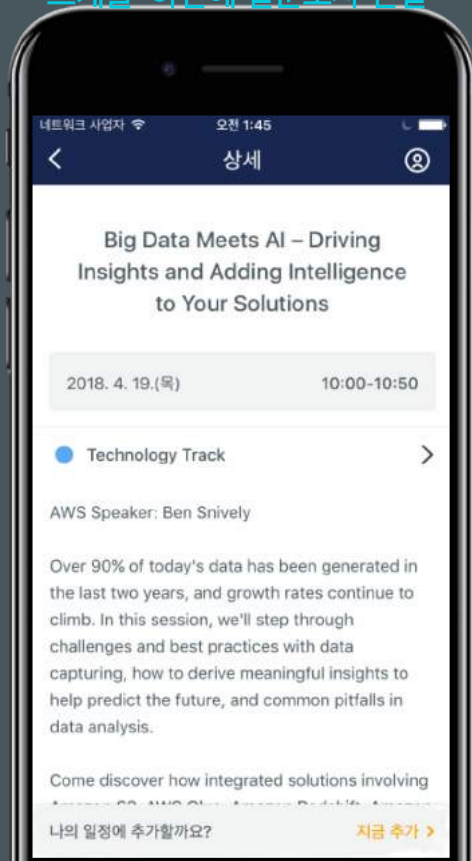 네트워크 사업자 오전 1:45
상세
Big Data Meets AI – Driving
Insights and Adding Intelligence
to Your Solutions
2018. 4. 19.(목) 10:00-10:50
Technology Track
AWS Speaker: Ben Snively
Over 90% of today's data has been generated in
the last two years, and growth rates continue to
climb. In this session, we'll step through
challenges and best practices with data
capturing, how to derive meaningful insights to
help predict the future, and common pitfalls in
data analysis.
Come discover how integrated solutions involving
나의 일정에 추가할까요? 지금 추가